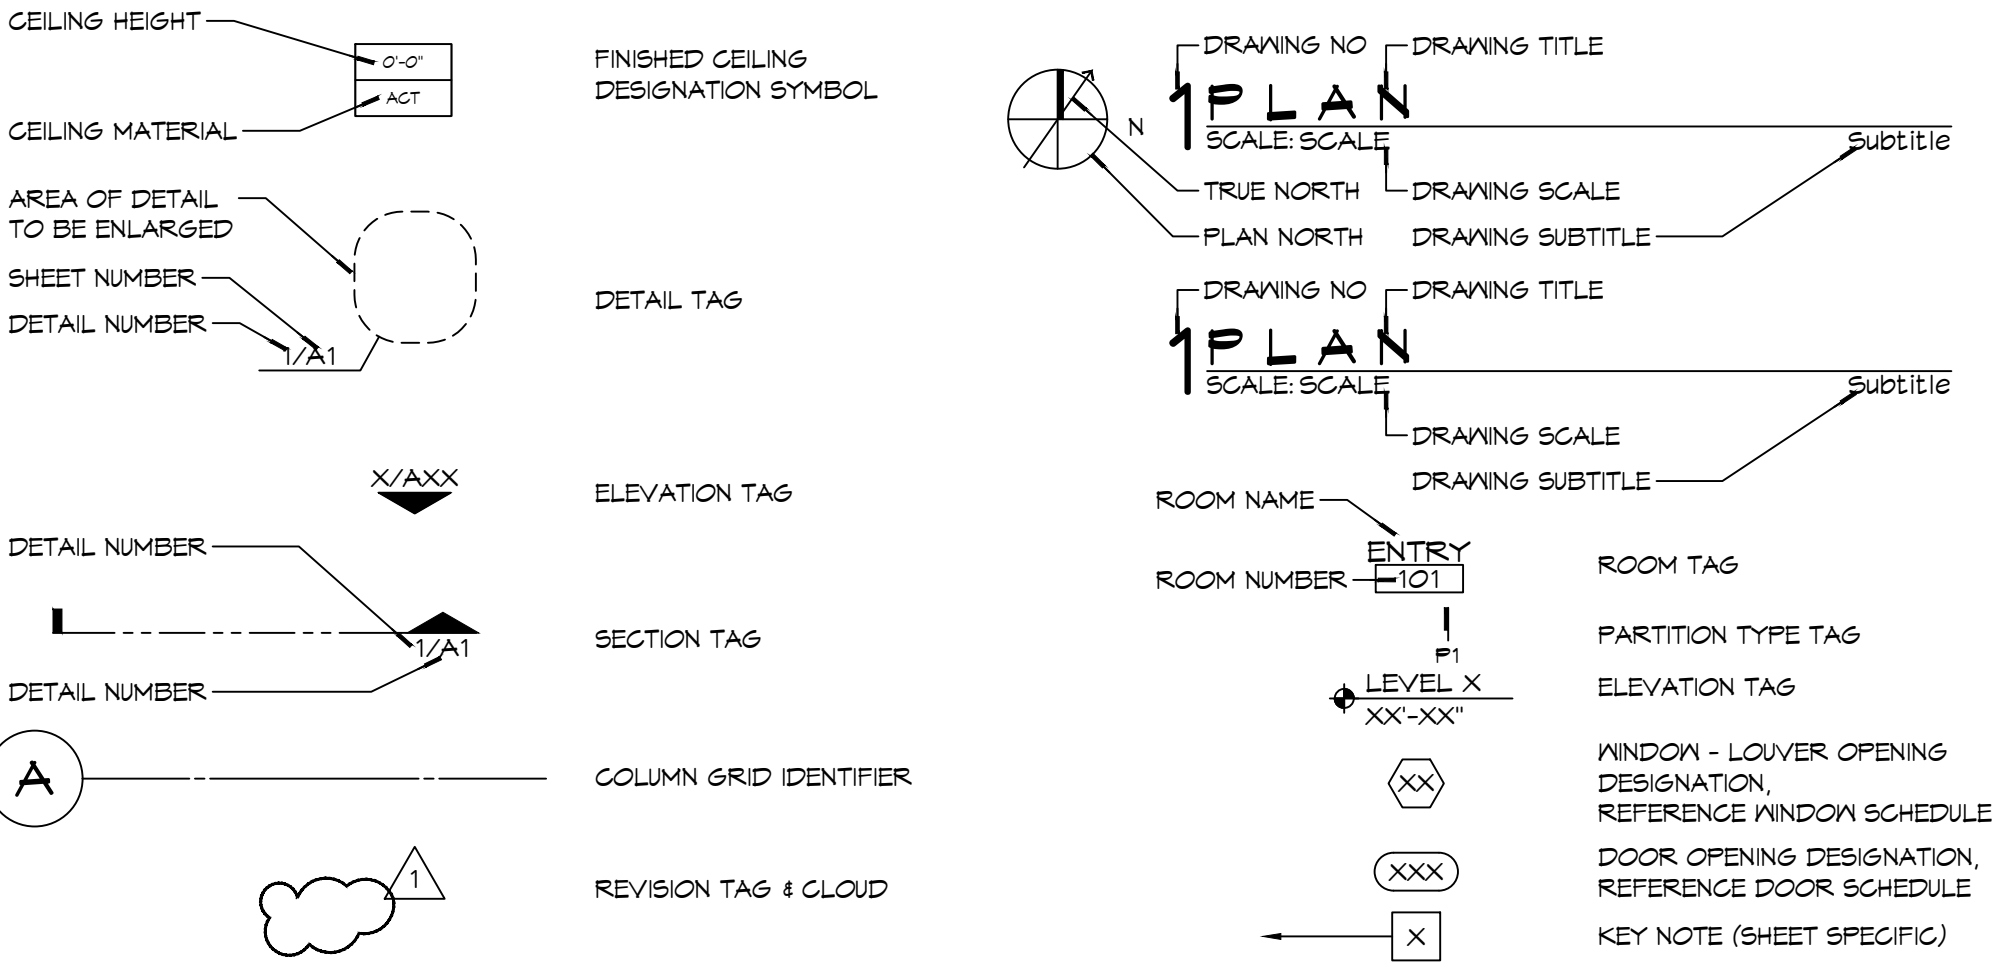 CEILING HEIGHT
0'-0"
ACT
CEILING MATERIAL
FINISHED CEILING
DESIGNATION SYMBOL
AREA OF DETAIL
TO BE ENLARGED
SHEET NUMBER
DETAIL NUMBER
1/A1
DETAIL TAG
X/AXX
ELEVATION TAG
DETAIL NUMBER
1/A1
SECTION TAG
DETAIL NUMBER
A
COLUMN GRID IDENTIFIER
1
REVISION TAG & CLOUD
DRAWING NO
DRAWING TITLE
N
1 PLAN
SCALE: SCALE
Subtitle
TRUE NORTH
DRAWING SCALE
PLAN NORTH
DRAWING SUBTITLE
DRAWING NO
DRAWING TITLE
1 PLAN
SCALE: SCALE
Subtitle
DRAWING SCALE
DRAWING SUBTITLE
ROOM NAME
ENTRY
ROOM NUMBER
101
ROOM TAG
P1
PARTITION TYPE TAG
LEVEL X
XX'-XX"
ELEVATION TAG
XX
WINDOW - LOUVER OPENING
DESIGNATION,
REFERENCE WINDOW SCHEDULE
XXX
DOOR OPENING DESIGNATION,
REFERENCE DOOR SCHEDULE
X
KEY NOTE (SHEET SPECIFIC)